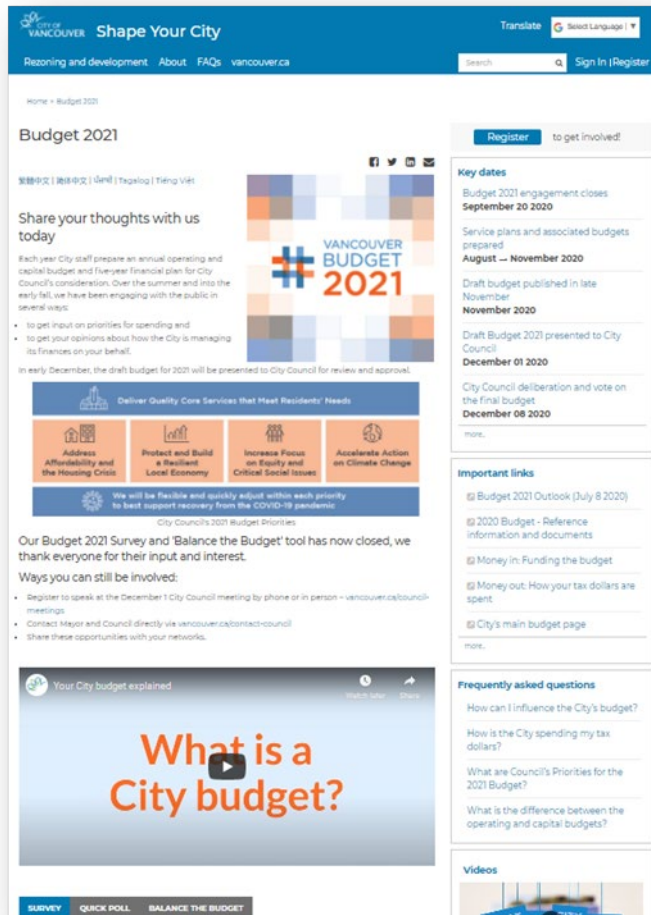 CITY OF
VANCOUVER
Shape Your City
Translate
Select Language | ▼
Rezoning and development About FAQs vancouver.ca
Search
Sign In |Register
Home » Budget 2021
Budget 2021
繁體中文 | 简体中文 | ਪੰਜਾਬੀ | Tagalog | Tiếng Việt
Share your thoughts with us
today
Each year City staff prepare an annual operating and
capital budget and five-year financial plan for City
Council's consideration. Over the summer and into the
early fall, we have been engaging with the public in
several ways:
• to get input on priorities for spending and
• to get your opinions about how the City is managing
its finances on your behalf.
VANCOUVER
BUDGET
2021
In early December, the draft budget for 2021 will be presented to City Council for review and approval.
Deliver Quality Core Services that Meet Residents' Needs
Address
Affordability and
the Housing Crisis
Protect and Build
a Resilient
Local Economy
Increase Focus
on Equity and
Critical Social Issues
Accelerate Action
on Climate Change
We will be flexible and quickly adjust within each priority
to best support recovery from the COVID-19 pandemic
City Council's 2021 Budget Priorities
Our Budget 2021 Survey and 'Balance the Budget' tool has now closed, we
thank everyone for their input and interest.
Ways you can still be involved:
• Register to speak at the December 1 City Council meeting by phone or in person – vancouver.ca/council-
meetings
• Contact Mayor and Council directly via vancouver.ca/contact-council
• Share these opportunities with your networks.
Your City budget explained
Watch later
Share
What is a
City budget?
SURVEY QUICK POLL BALANCE THE BUDGET
Register to get involved!
Key dates
Budget 2021 engagement closes
September 20 2020
Service plans and associated budgets
prepared
August → November 2020
Draft budget published in late
November
November 2020
Draft Budget 2021 presented to City
Council
December 01 2020
City Council deliberation and vote on
the final budget
December 08 2020
more..
Important links
Budget 2021 Outlook (July 8 2020)
2020 Budget - Reference
information and documents
Money in: Funding the budget
Money out: How your tax dollars are
spent
City's main budget page
more..
Frequently asked questions
How can I influence the City's budget?
How is the City spending my tax
dollars?
What are Council's Priorities for the
2021 Budget?
What is the difference between the
operating and capital budgets?
Videos